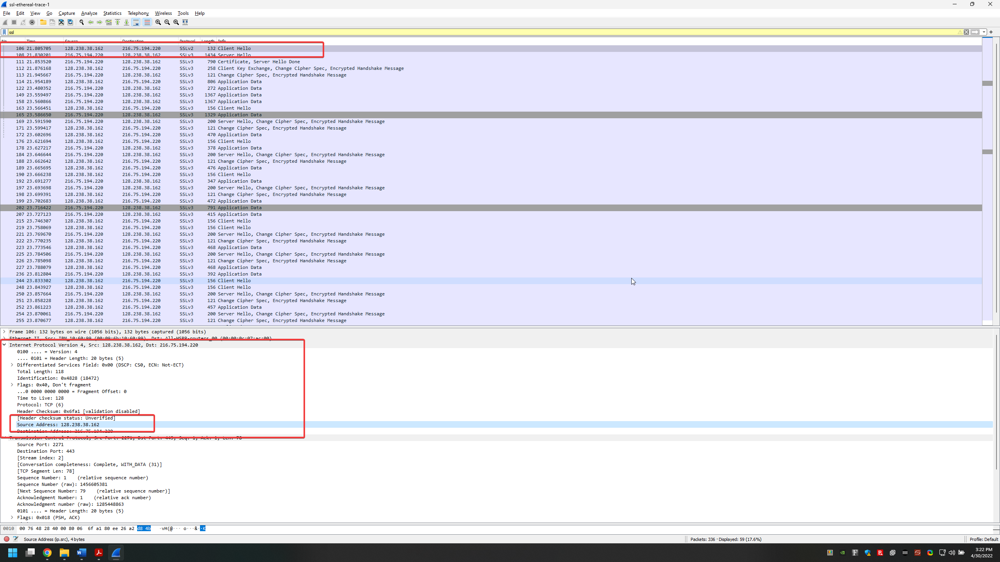 ssl-ethereal-trace-1
File Edit View Go Capture Analyze Statistics Telephony Wireless Tools Help
ssl
No. Time Source Destination Protocol Length Info
106 21.805705 128.238.38.162 216.75.194.220 SSLv2 132 Client Hello
108 21.830201 216.75.194.220 128.238.38.162 SSLv3 1434 Server Hello
111 21.853520 216.75.194.220 128.238.38.162 SSLv3 790 Certificate, Server Hello Done
112 21.876168 128.238.38.162 216.75.194.220 SSLv3 258 Client Key Exchange, Change Cipher Spec, Encrypted Handshake Message
113 21.945667 216.75.194.220 128.238.38.162 SSLv3 121 Change Cipher Spec, Encrypted Handshake Message
114 21.954189 128.238.38.162 216.75.194.220 SSLv3 806 Application Data
122 23.480352 216.75.194.220 128.238.38.162 SSLv3 272 Application Data
149 23.559497 216.75.194.220 128.238.38.162 SSLv3 1367 Application Data
158 23.560866 216.75.194.220 128.238.38.162 SSLv3 1367 Application Data
163 23.566451 128.238.38.162 216.75.194.220 SSLv3 156 Client Hello
165 23.586650 216.75.194.220 128.238.38.162 SSLv3 1329 Application Data
169 23.591590 216.75.194.220 128.238.38.162 SSLv3 200 Server Hello, Change Cipher Spec, Encrypted Handshake Message
171 23.599417 128.238.38.162 216.75.194.220 SSLv3 121 Change Cipher Spec, Encrypted Handshake Message
172 23.602696 128.238.38.162 216.75.194.220 SSLv3 470 Application Data
176 23.621694 128.238.38.162 216.75.194.220 SSLv3 156 Client Hello
178 23.627217 216.75.194.220 128.238.38.162 SSLv3 378 Application Data
184 23.646644 216.75.194.220 128.238.38.162 SSLv3 200 Server Hello, Change Cipher Spec, Encrypted Handshake Message
188 23.662642 128.238.38.162 216.75.194.220 SSLv3 121 Change Cipher Spec, Encrypted Handshake Message
189 23.665695 128.238.38.162 216.75.194.220 SSLv3 476 Application Data
190 23.666238 128.238.38.162 216.75.194.220 SSLv3 156 Client Hello
192 23.691277 216.75.194.220 128.238.38.162 SSLv3 347 Application Data
197 23.693698 216.75.194.220 128.238.38.162 SSLv3 200 Server Hello, Change Cipher Spec, Encrypted Handshake Message
198 23.699391 128.238.38.162 216.75.194.220 SSLv3 121 Change Cipher Spec, Encrypted Handshake Message
199 23.702683 128.238.38.162 216.75.194.220 SSLv3 472 Application Data
202 23.716422 216.75.194.220 128.238.38.162 SSLv3 791 Application Data
207 23.727123 216.75.194.220 128.238.38.162 SSLv3 415 Application Data
215 23.746307 128.238.38.162 216.75.194.220 SSLv3 156 Client Hello
219 23.758069 128.238.38.162 216.75.194.220 SSLv3 156 Client Hello
221 23.769670 216.75.194.220 128.238.38.162 SSLv3 200 Server Hello, Change Cipher Spec, Encrypted Handshake Message
222 23.770235 128.238.38.162 216.75.194.220 SSLv3 121 Change Cipher Spec, Encrypted Handshake Message
223 23.773546 128.238.38.162 216.75.194.220 SSLv3 468 Application Data
225 23.784506 216.75.194.220 128.238.38.162 SSLv3 200 Server Hello, Change Cipher Spec, Encrypted Handshake Message
226 23.785098 128.238.38.162 216.75.194.220 SSLv3 121 Change Cipher Spec, Encrypted Handshake Message
227 23.788079 128.238.38.162 216.75.194.220 SSLv3 468 Application Data
236 23.812804 216.75.194.220 128.238.38.162 SSLv3 392 Application Data
244 23.833302 128.238.38.162 216.75.194.220 SSLv3 156 Client Hello
248 23.843927 128.238.38.162 216.75.194.220 SSLv3 156 Client Hello
250 23.857664 216.75.194.220 128.238.38.162 SSLv3 200 Server Hello, Change Cipher Spec, Encrypted Handshake Message
251 23.858228 128.238.38.162 216.75.194.220 SSLv3 121 Change Cipher Spec, Encrypted Handshake Message
252 23.861223 128.238.38.162 216.75.194.220 SSLv3 457 Application Data
254 23.870061 216.75.194.220 128.238.38.162 SSLv3 200 Server Hello, Change Cipher Spec, Encrypted Handshake Message
255 23.870677 128.238.38.162 216.75.194.220 SSLv3 121 Change Cipher Spec, Encrypted Handshake Message
Frame 106: 132 bytes on wire (1056 bits), 132 bytes captured (1056 bits)
Ethernet II, Src: IBM_10:60:99 (00:09:6b:10:60:99), Dst: All-HSRP-routers_00 (00:00:0c:07:ac:00)
Internet Protocol Version 4, Src: 128.238.38.162, Dst: 216.75.194.220
0100 .... = Version: 4
.... 0101 = Header Length: 20 bytes (5)
Differentiated Services Field: 0x00 (DSCP: CS0, ECN: Not-ECT)
Total Length: 118
Identification: 0x4828 (18472)
Flags: 0x40, Don't fragment
...0 0000 0000 0000 = Fragment Offset: 0
Time to Live: 128
Protocol: TCP (6)
Header Checksum: 0x6fa1 [validation disabled]
[Header checksum status: Unverified]
Source Address: 128.238.38.162
Destination Address: 216.75.194.220
Transmission Control Protocol, Src Port: 2271, Dst Port: 443, Seq: 1, Ack: 1, Len: 78
Source Port: 2271
Destination Port: 443
[Stream index: 2]
[Conversation completeness: Complete, WITH_DATA (31)]
[TCP Segment Len: 78]
Sequence Number: 1 (relative sequence number)
Sequence Number (raw): 1456605381
[Next Sequence Number: 79 (relative sequence number)]
Acknowledgment Number: 1 (relative ack number)
Acknowledgment number (raw): 1285448863
0101 .... = Header Length: 20 bytes (5)
Flags: 0x018 (PSH, ACK)
0010 00 76 48 28 40 00 80 06 6f a1 80 ee 26 a2 d8 4b ·vH(@··· o···&··K
Source Address (ip.src), 4 bytes
Packets: 336 · Displayed: 59 (17.6%)
Profile: Default
3:22 PM
4/30/2022